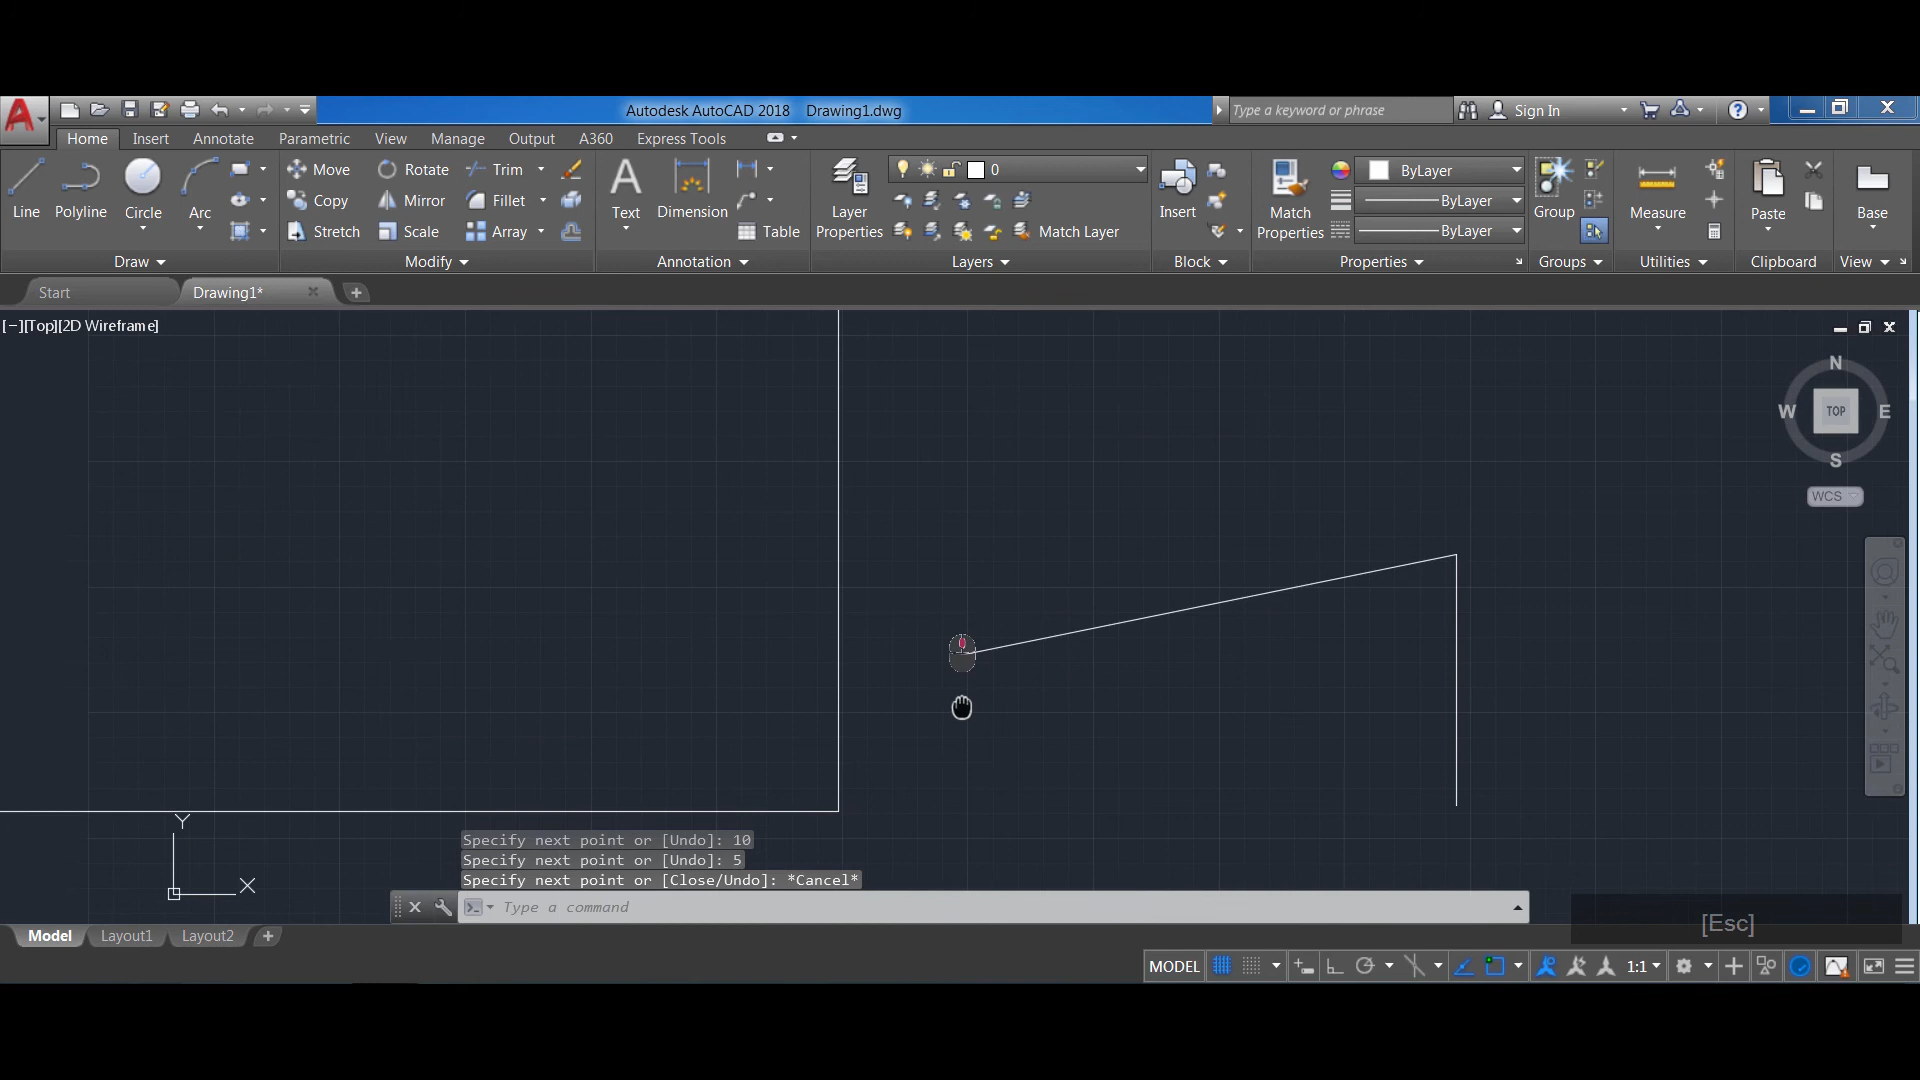 Autodesk AutoCAD 2018 Drawing1.dwg
Type a keyword or phrase
Sign In
Home Insert Annotate Parametric View Manage Output A360 Express Tools
Line Polyline Circle Arc
Move Rotate Trim
Copy Mirror Fillet
Stretch Scale Array
Text Dimension
Table
Layer Properties
0
Match Layer
Insert
Match Properties
ByLayer
ByLayer
ByLayer
Group
Measure
Paste
Base
Draw Modify Annotation Layers Block Properties Groups Utilities Clipboard View
Start Drawing1*
[−][Top][2D Wireframe]
N
W TOP E
S
WCS
Y
X
Specify next point or [Undo]: 10
Specify next point or [Undo]: 5
Specify next point or [Close/Undo]: *Cancel*
Type a command
[Esc]
Model Layout1 Layout2
MODEL 1:1